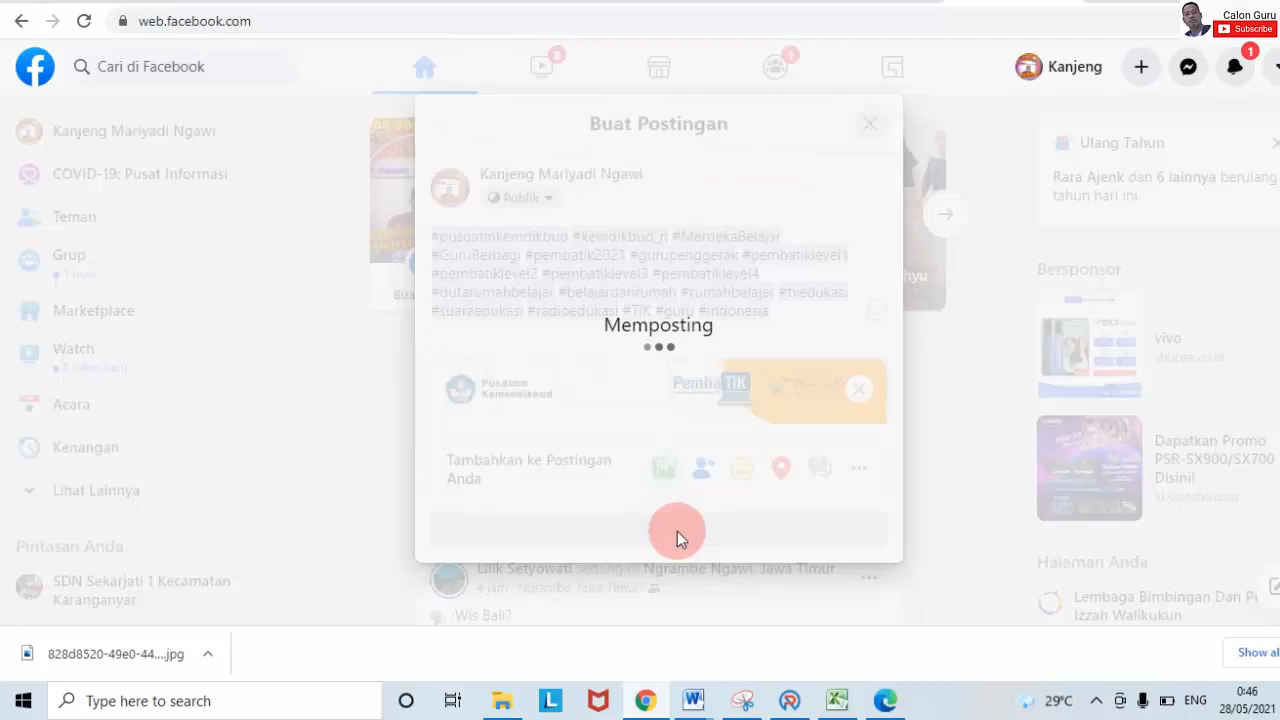 web.facebook.com
Calon Guru
Subscribe
Cari di Facebook
8
1
Kanjeng
1
Kanjeng Mariyadi Ngawi
COVID-19: Pusat Informasi
Teman
Grup
1 baru
Marketplace
Watch
Acara
Kenangan
Lihat Lainnya
Pintasan Anda
SDN Sekarjati 1 Kecamatan
Karanganyar
Buat Postingan
Kanjeng Mariyadi Ngawi
Publik
#pusdatinkemdikbud #kemdikbud_ri #MerdekaBelajar
#GuruBerbagi #pembatik2021 #gurupenggerak #pembatiklevel1
#pembatiklevel2 #pembatiklevel3 #pembatiklevel4
#dutarumahbelajar #belajardarirumah #rumahbelajar #tvedukasi
#suaraedukasi #radioedukasi #TIK #guru #Indonesia
Memposting
Pusdatin
Kemendikbud
PembaTIK
Tambahkan ke Postingan
Anda
Lilik Setyowati sedang di Ngrambe Ngawi. Jawa Timur
4 jam · Ngrambe, Jawa Timur ·
:Wis Bali?
Ulang Tahun
Rara Ajenk dan 6 lainnya berulang
tahun hari ini.
Bersponsor
vivo
shopee.co.id
Dapatkan Promo
PSR-SX900/SX700
Disini!
Halaman Anda
Lembaga Bimbingan Dan P
Izzah Walikukun
828d8520-49e0-44....jpg
Show al
Type here to search
29°C
ENG
0:46
28/05/2021